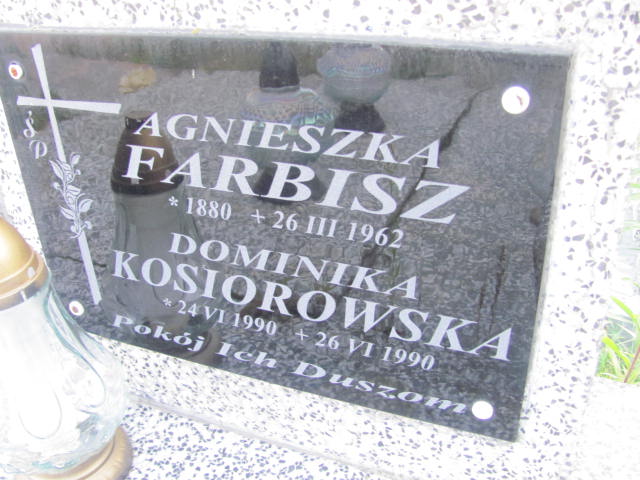 ŚP
AGNIESZKA
FARBISZ
* 1880 + 26 III 1962
DOMINIKA
KOSIOROWSKA
* 24 VI 1990 + 26 VI 1990
Pokój Ich Duszom